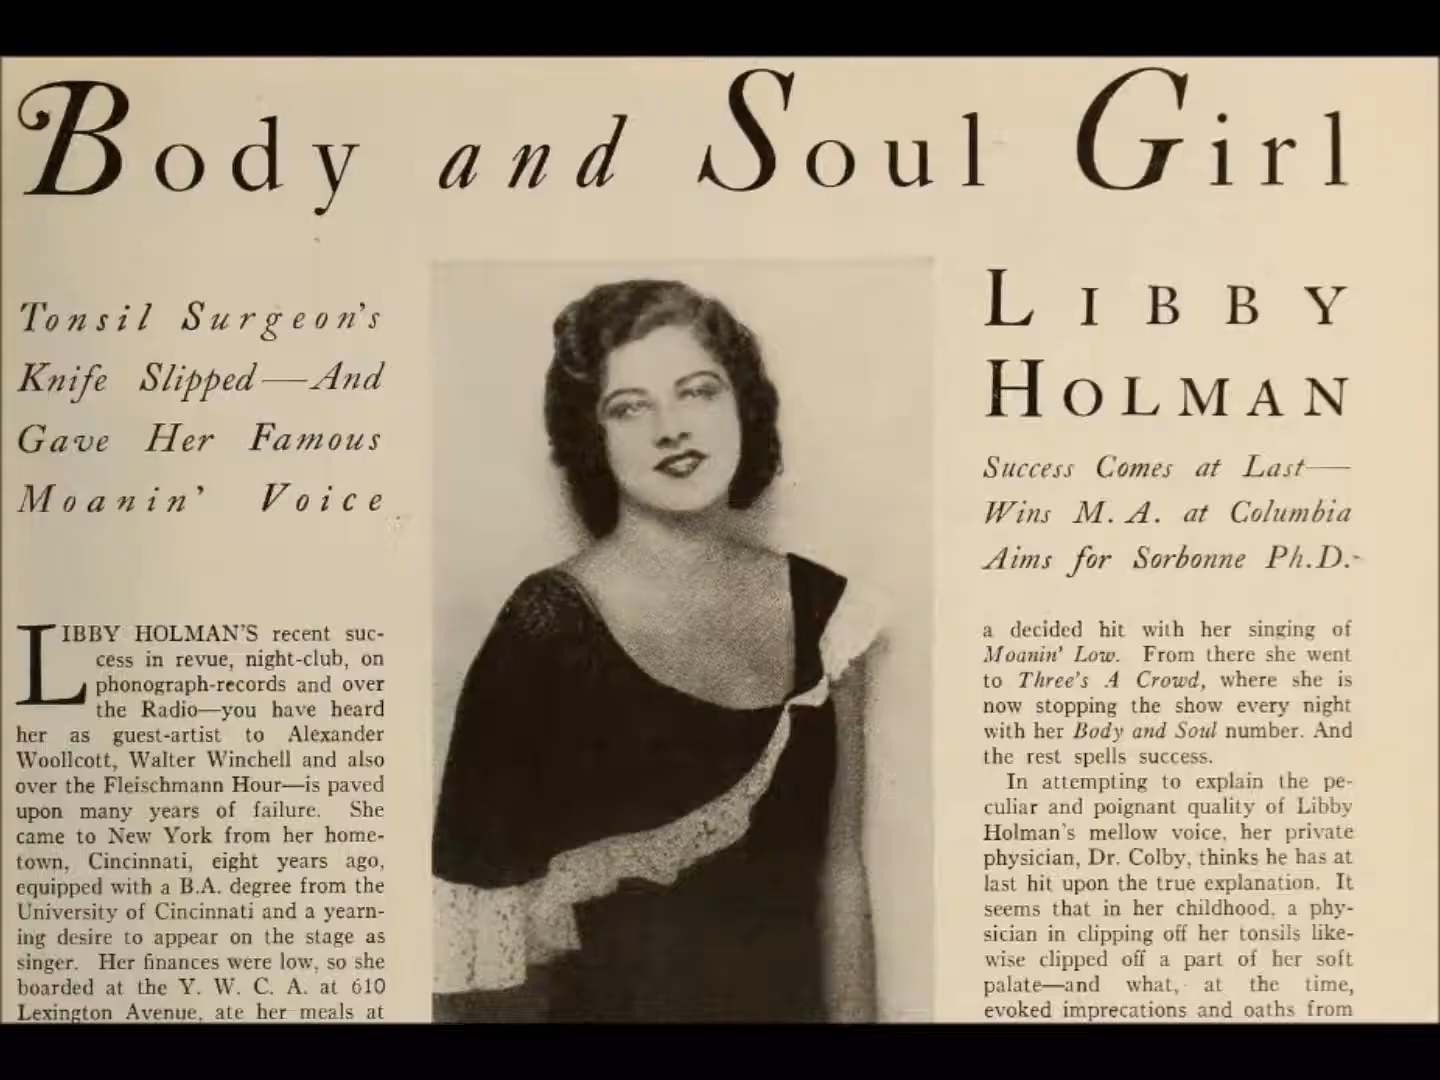 Body and Soul Girl
Tonsil Surgeon's
Knife Slipped—And
Gave Her Famous
Moanin' Voice
LIBBY HOLMAN'S recent suc-
cess in revue, night-club, on
phonograph-records and over
the Radio—you have heard
her as guest-artist to Alexander
Woollcott, Walter Winchell and also
over the Fleischmann Hour—is paved
upon many years of failure. She
came to New York from her home-
town, Cincinnati, eight years ago,
equipped with a B.A. degree from the
University of Cincinnati and a yearn-
ing desire to appear on the stage as
singer. Her finances were low, so she
boarded at the Y. W. C. A. at 610
Lexington Avenue, ate her meals at
LIBBY
HOLMAN
Success Comes at Last—
Wins M. A. at Columbia
Aims for Sorbonne Ph.D.-
a decided hit with her singing of
Moanin' Low. From there she went
to Three's A Crowd, where she is
now stopping the show every night
with her Body and Soul number. And
the rest spells success.
In attempting to explain the pe-
culiar and poignant quality of Libby
Holman's mellow voice, her private
physician, Dr. Colby, thinks he has at
last hit upon the true explanation. It
seems that in her childhood, a phy-
sician in clipping off her tonsils like-
wise clipped off a part of her soft
palate—and what, at the time,
evoked imprecations and oaths from